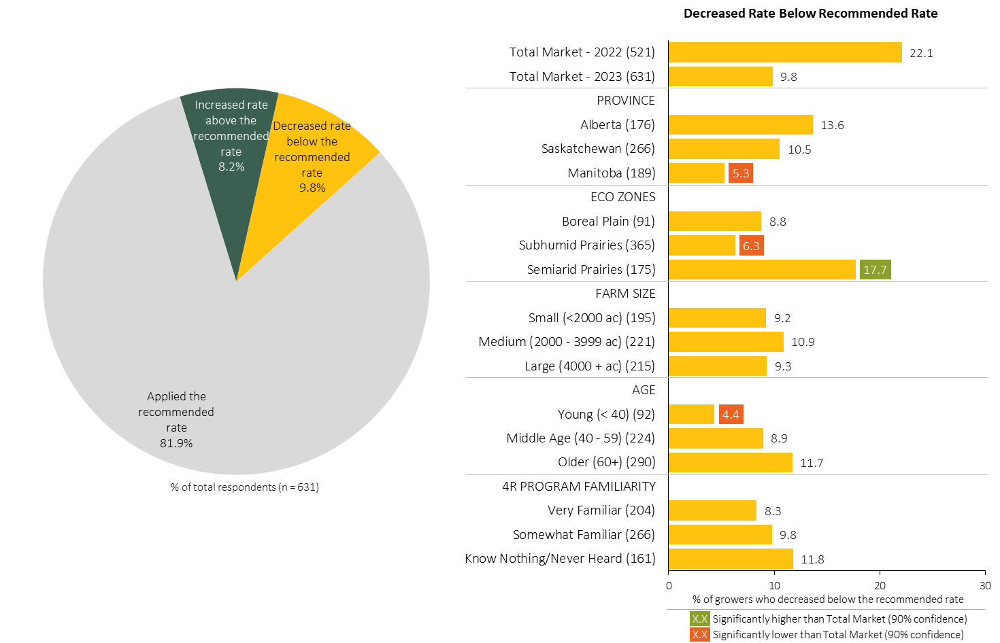 Increased rate
above the
recommended
rate
8.2%
Decreased rate
below the
recommended
rate
9.8%
Applied the
recommended
rate
81.9%
% of total respondents (n = 631)
Decreased Rate Below Recommended Rate
Total Market - 2022 (521) 22.1
Total Market - 2023 (631) 9.8
PROVINCE
Alberta (176) 13.6
Saskatchewan (266) 10.5
Manitoba (189) 5.3
ECO ZONES
Boreal Plain (91) 8.8
Subhumid Prairies (365) 6.3
Semiarid Prairies (175) 17.7
FARM SIZE
Small (<2000 ac) (195) 9.2
Medium (2000 - 3999 ac) (221) 10.9
Large (4000 + ac) (215) 9.3
AGE
Young (< 40) (92) 4.4
Middle Age (40 - 59) (224) 8.9
Older (60+) (290) 11.7
4R PROGRAM FAMILIARITY
Very Familiar (204) 8.3
Somewhat Familiar (266) 9.8
Know Nothing/Never Heard (161) 11.8
0 10 20 30
% of growers who decreased below the recommended rate
X.X Significantly higher than Total Market (90% confidence)
X.X Significantly lower than Total Market (90% confidence)